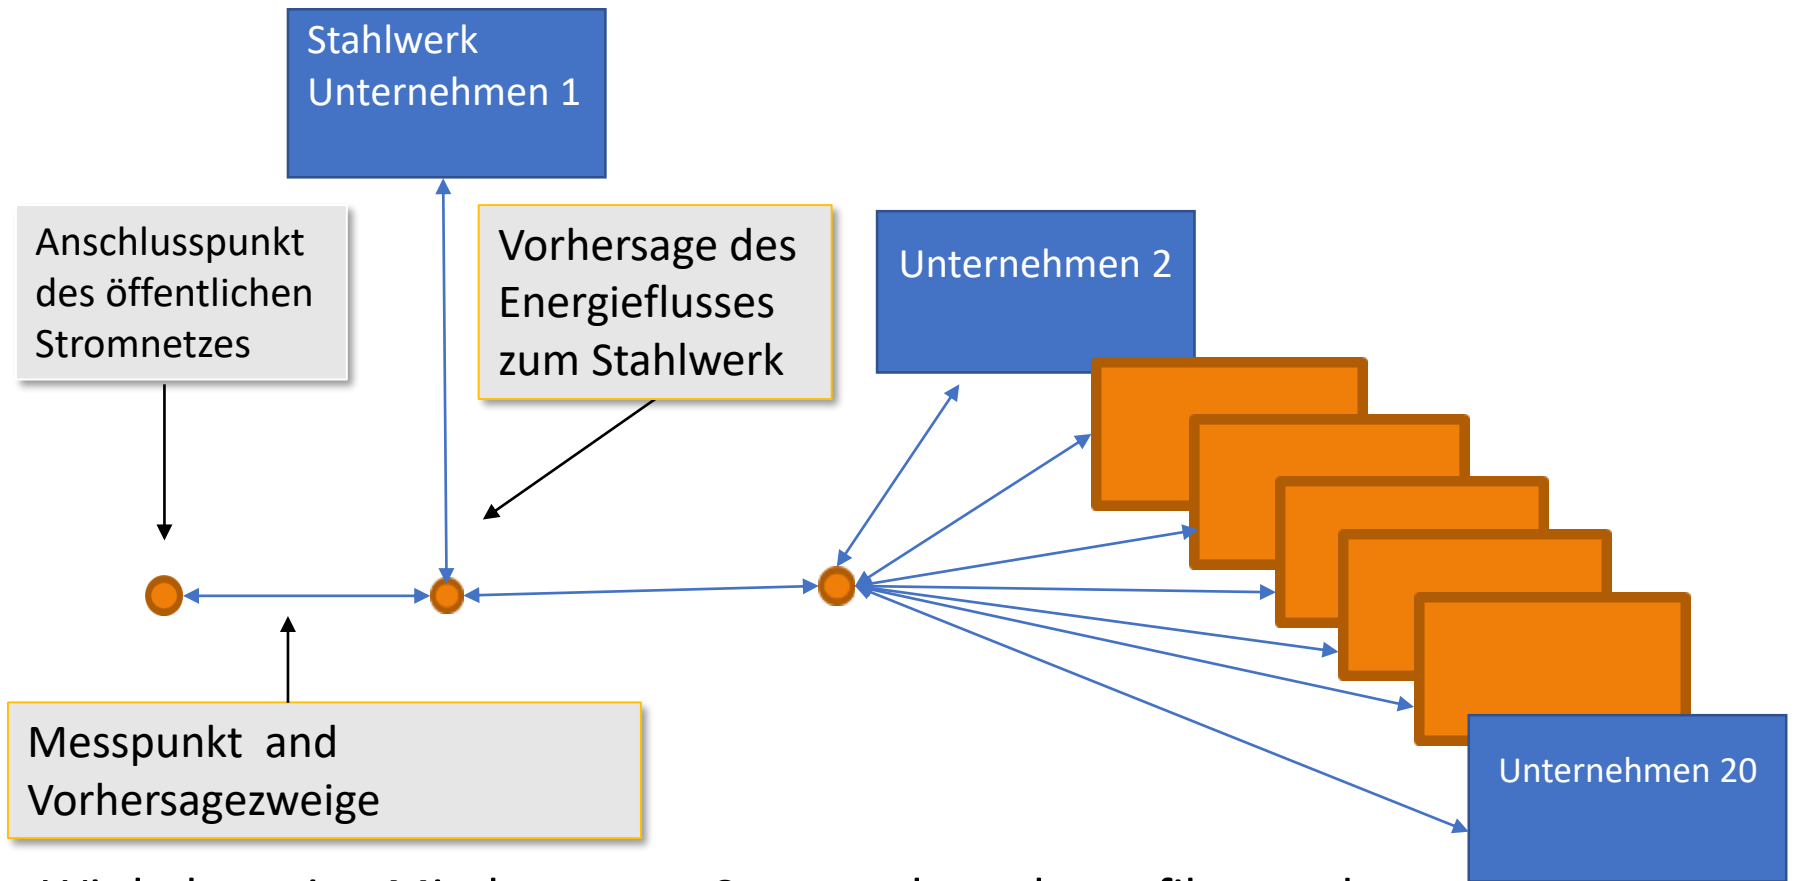 Stahlwerk
Unternehmen 1
Anschlusspunkt
des öffentlichen
Stromnetzes
Vorhersage des
Energieflusses
zum Stahlwerk
Unternehmen 2
Messpunkt and
Vorhersagezweige
Unternehmen 20